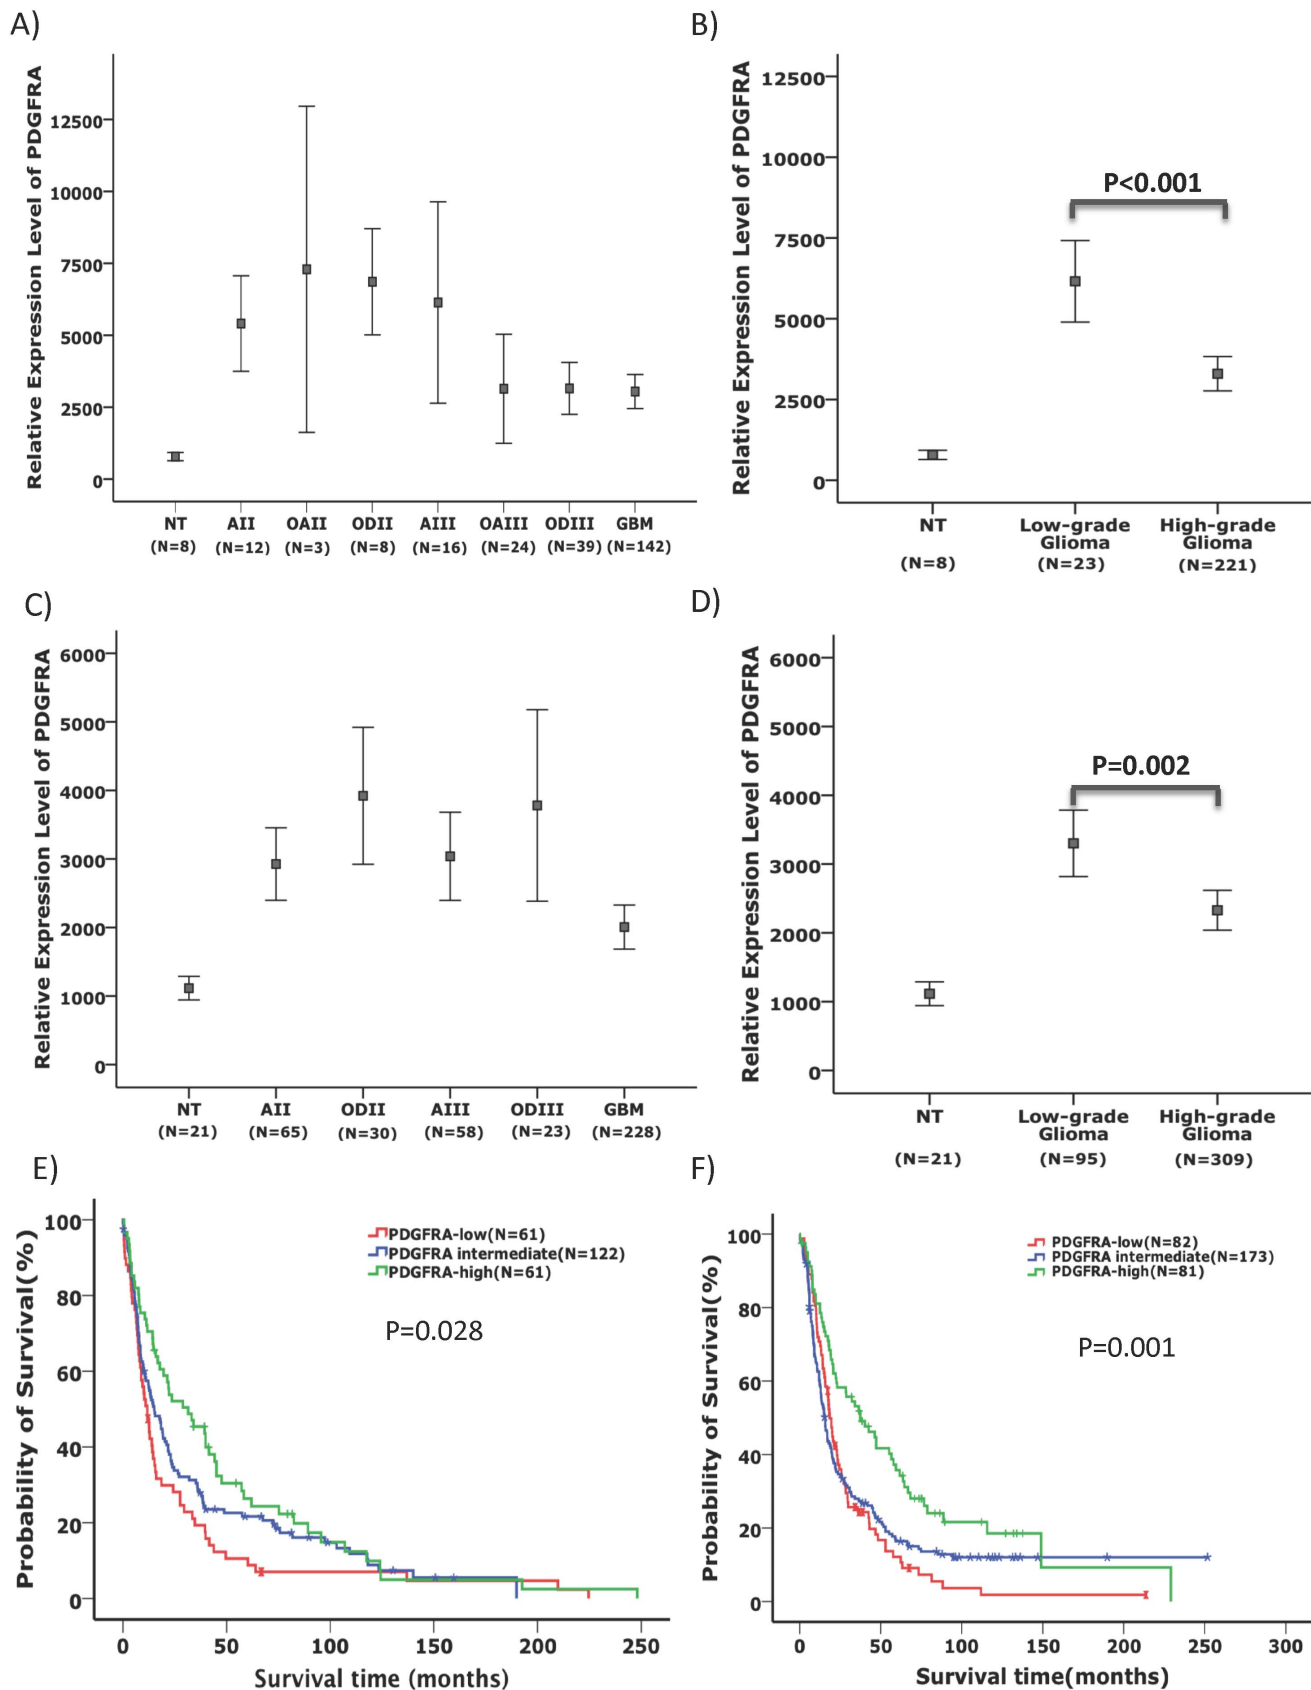 A)
Relative Expression Level of PDGFRA
12500
10000
7500
5000
2500
0
NT AII OAII ODII AIII OAIII ODIII GBM
(N=8) (N=12) (N=3) (N=8) (N=16) (N=24) (N=39) (N=142)
B)
Relative Expression Level of PDGFRA
12500
10000
7500
5000
2500
0
P<0.001
NT Low-grade High-grade
Glioma Glioma
(N=8) (N=23) (N=221)
C)
Relative Expression Level of PDGFRA
6000
5000
4000
3000
2000
1000
0
NT AII ODII AIII ODIII GBM
(N=21) (N=65) (N=30) (N=58) (N=23) (N=228)
D)
Relative Expression Level of PDGFRA
6000
5000
4000
3000
2000
1000
0
P=0.002
NT Low-grade High-grade
Glioma Glioma
(N=21) (N=95) (N=309)
E)
Probability of Survival(%)
100
80
60
40
20
0
PDGFRA-low(N=61)
PDGFRA intermediate(N=122)
PDGFRA-high(N=61)
P=0.028
0 50 100 150 200 250
Survival time (months)
F)
Probability of Survival(%)
100
80
60
40
20
0
PDGFRA-low(N=82)
PDGFRA intermediate(N=173)
PDGFRA-high(N=81)
P=0.001
0 50 100 150 200 250 300
Survival time(months)